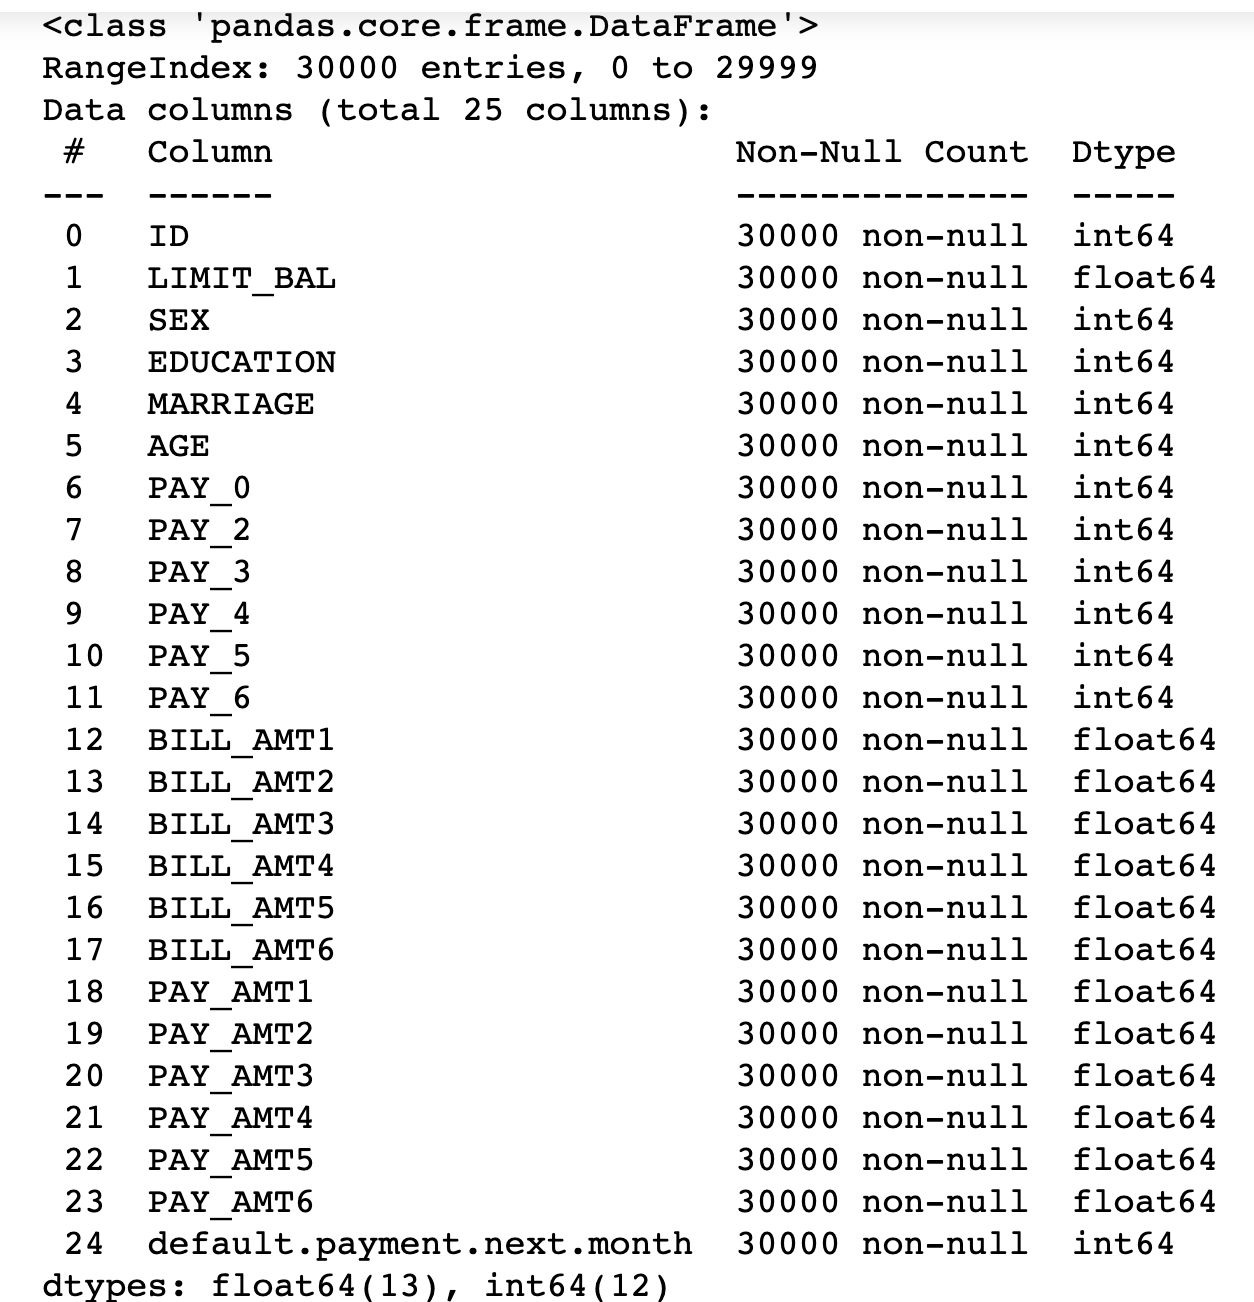 <class 'pandas.core.frame.DataFrame'>
RangeIndex: 30000 entries, 0 to 29999
Data columns (total 25 columns):
 #   Column                      Non-Null Count  Dtype
---  ------                      --------------  -----
 0   ID                          30000 non-null  int64
 1   LIMIT_BAL                   30000 non-null  float64
 2   SEX                         30000 non-null  int64
 3   EDUCATION                   30000 non-null  int64
 4   MARRIAGE                    30000 non-null  int64
 5   AGE                         30000 non-null  int64
 6   PAY_0                       30000 non-null  int64
 7   PAY_2                       30000 non-null  int64
 8   PAY_3                       30000 non-null  int64
 9   PAY_4                       30000 non-null  int64
 10  PAY_5                       30000 non-null  int64
 11  PAY_6                       30000 non-null  int64
 12  BILL_AMT1                   30000 non-null  float64
 13  BILL_AMT2                   30000 non-null  float64
 14  BILL_AMT3                   30000 non-null  float64
 15  BILL_AMT4                   30000 non-null  float64
 16  BILL_AMT5                   30000 non-null  float64
 17  BILL_AMT6                   30000 non-null  float64
 18  PAY_AMT1                    30000 non-null  float64
 19  PAY_AMT2                    30000 non-null  float64
 20  PAY_AMT3                    30000 non-null  float64
 21  PAY_AMT4                    30000 non-null  float64
 22  PAY_AMT5                    30000 non-null  float64
 23  PAY_AMT6                    30000 non-null  float64
 24  default.payment.next.month  30000 non-null  int64
dtypes: float64(13), int64(12)